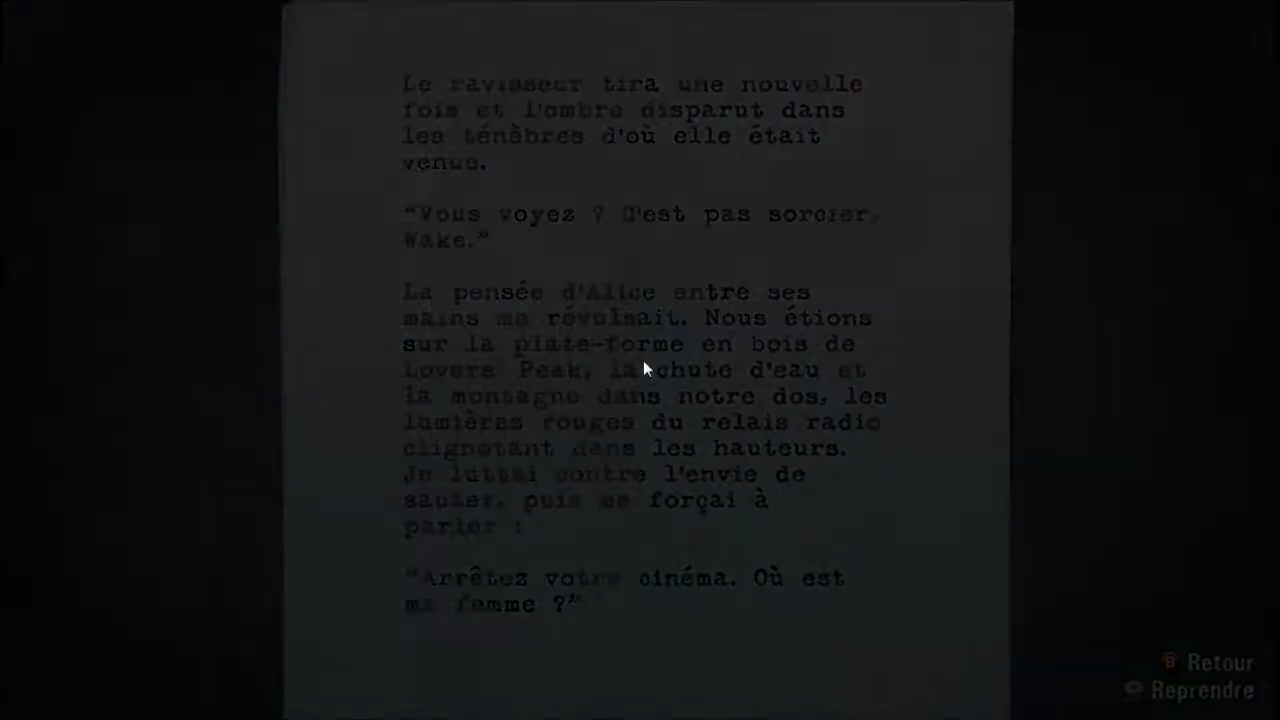 Le ravisseur tira une nouvelle
fois et l'ombre disparut dans
les ténèbres d'où elle était
venue.
"Vous voyez ? C'est pas sorcier,
Wake."
La pensée d'Alice entre ses
mains me révulsait. Nous étions
sur la plate-forme en bois de
Lovers' Peak, la chute d'eau et
la montagne dans notre dos, les
lumières rouges du relais radio
clignotant dans les hauteurs.
Je luttai contre l'envie de
sauter, puis me forçai à
parler :
"Arrêtez votre cinéma. Où est
ma femme ?"
B Retour
Reprendre